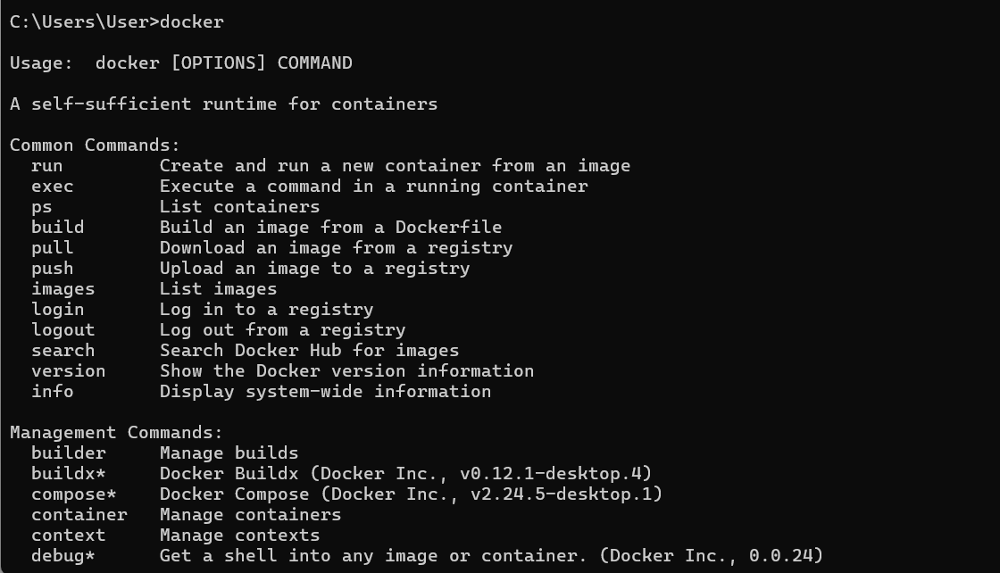 C:\Users\User>docker
Usage:  docker [OPTIONS] COMMAND
A self-sufficient runtime for containers
Common Commands:
  run         Create and run a new container from an image
  exec        Execute a command in a running container
  ps          List containers
  build       Build an image from a Dockerfile
  pull        Download an image from a registry
  push        Upload an image to a registry
  images      List images
  login       Log in to a registry
  logout      Log out from a registry
  search      Search Docker Hub for images
  version     Show the Docker version information
  info        Display system-wide information
Management Commands:
  builder     Manage builds
  buildx*     Docker Buildx (Docker Inc., v0.12.1-desktop.4)
  compose*    Docker Compose (Docker Inc., v2.24.5-desktop.1)
  container   Manage containers
  context     Manage contexts
  debug*      Get a shell into any image or container. (Docker Inc., 0.0.24)